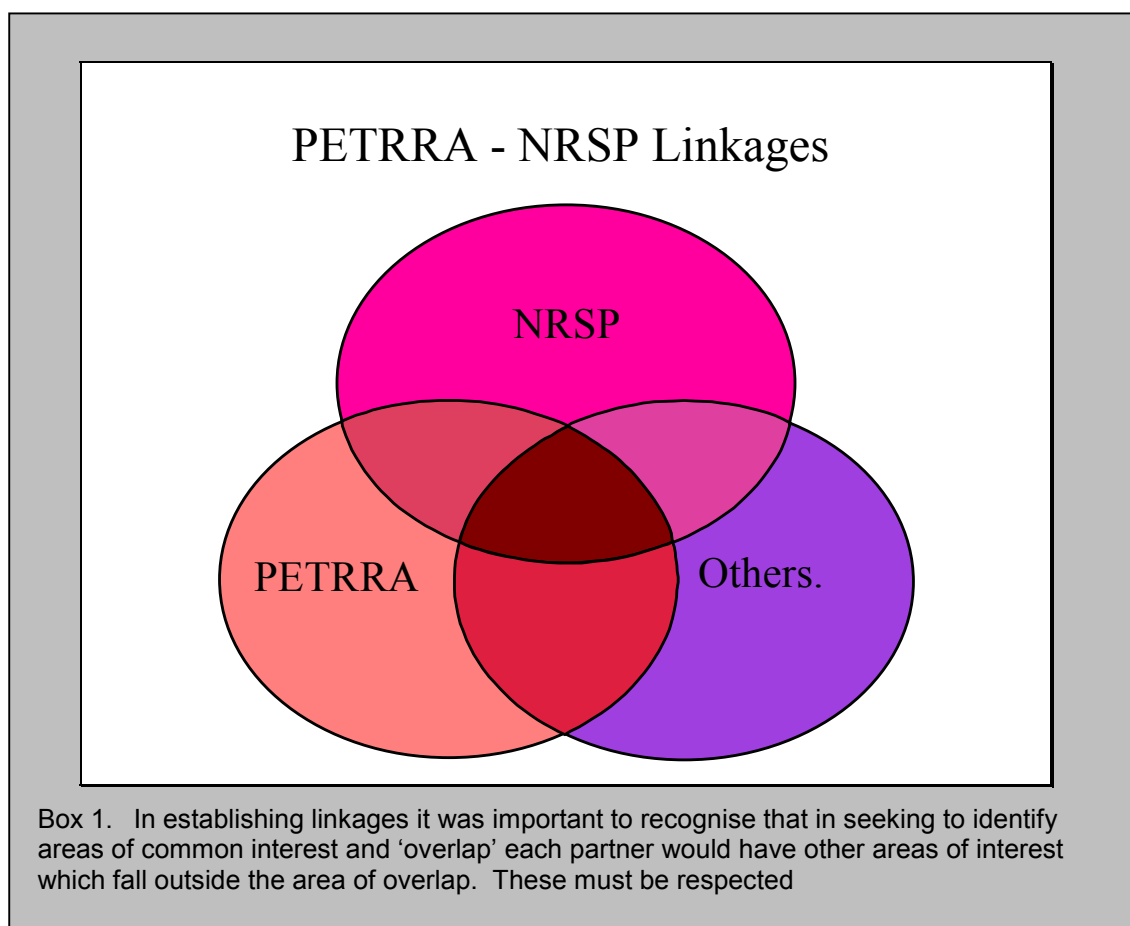 PETRRA - NRSP Linkages
NRSP
PETRRA
Others.
Box 1. In establishing linkages it was important to recognise that in seeking to identify
areas of common interest and ‘overlap’ each partner would have other areas of interest
which fall outside the area of overlap. These must be respected